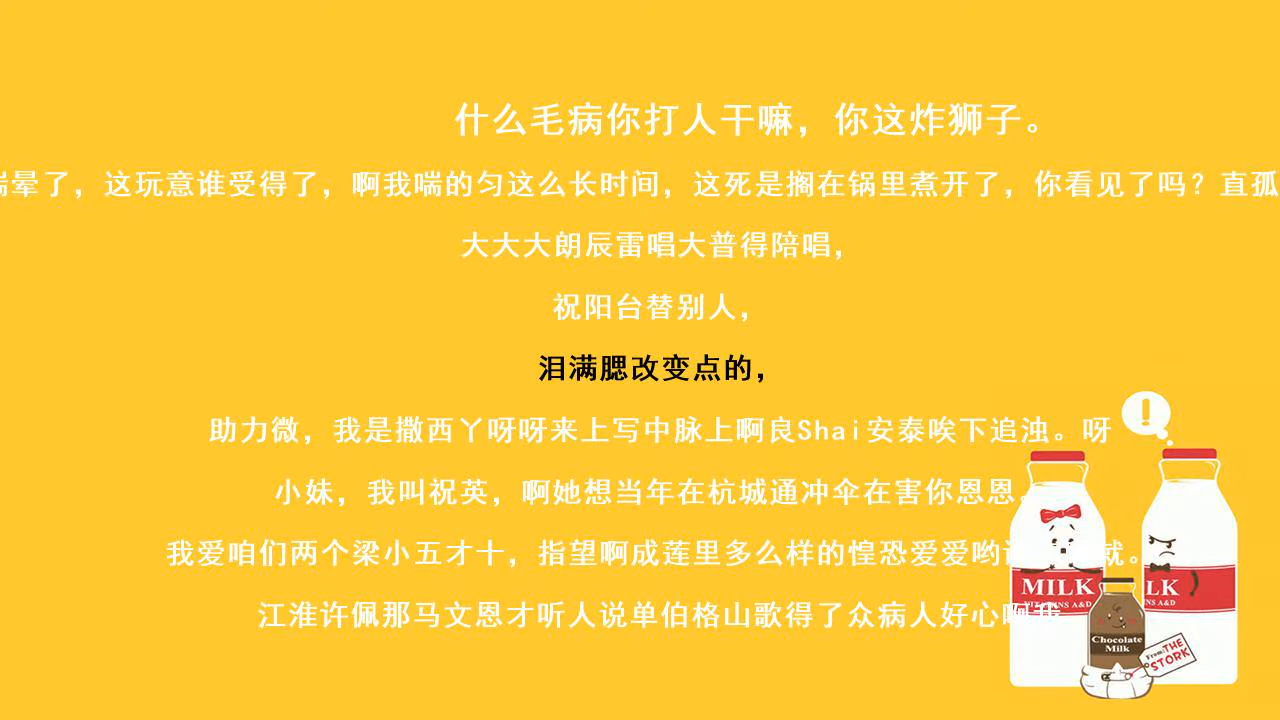 什么毛病你打人干嘛，你这炸狮子。
喘晕了，这玩意谁受得了，啊我喘的匀这么长时间，这死是搁在锅里煮开了，你看见了吗？直孤
大大大朗辰雷唱大普得陪唱，
祝阳台替别人，
泪满腮改变点的，
助力微，我是撒西丫呀呀来上写中脉上啊良Shai安泰唉下追浊。呀
小妹，我叫祝英，啊她想当年在杭城通冲伞在害你恩恩。
我爱咱们两个梁小五才十，指望啊成莲里多么样的惶恐爱爱哟 就。
江淮许佩那马文恩才听人说单伯格山歌得了众病人好心啊我
!
MILK
VITAMINS A&D
LK
NS A&D
Chocolate
Milk
From: THE
STORK